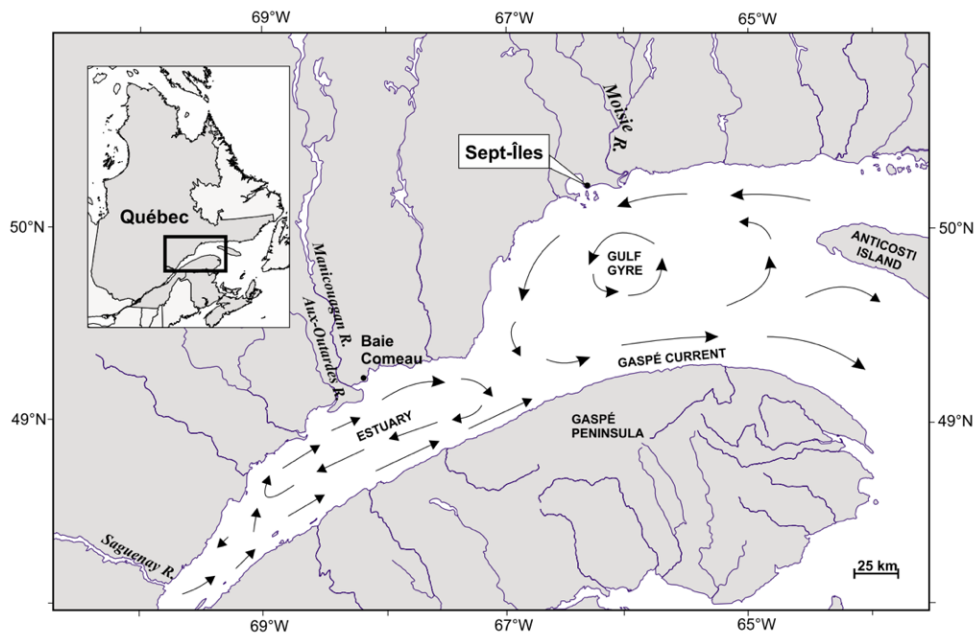 69°W
67°W
65°W
Québec
Moisie R.
Sept-Îles
50°N
50°N
ANTICOSTI
ISLAND
GULF
GYRE
Manicouagan R.
Aux-Outardes R.
Baie
Comeau
GASPÉ CURRENT
49°N
49°N
ESTUARY
GASPÉ
PENINSULA
Saguenay R.
25 km
69°W
67°W
65°W